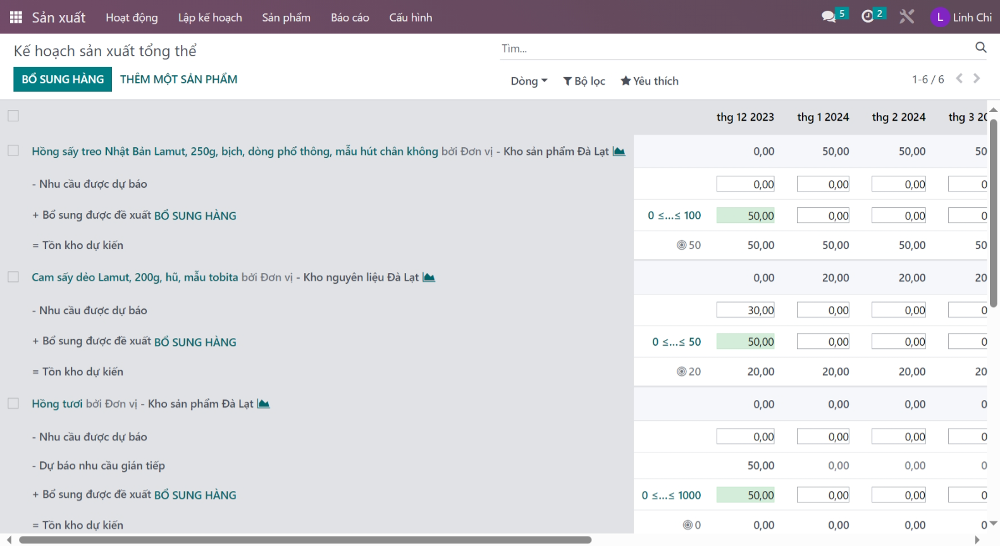 Sản xuất Hoạt động Lập kế hoạch Sản phẩm Báo cáo Cấu hình 5 2 L Linh Chi
Kế hoạch sản xuất tổng thể Tìm...
BỔ SUNG HÀNG THÊM MỘT SẢN PHẨM Dòng Bộ lọc Yêu thích 1-6 / 6
thg 12 2023 thg 1 2024 thg 2 2024 thg 3 20
Hồng sấy treo Nhật Bản Lamut, 250g, bịch, dòng phổ thông, mẫu hút chân không bởi Đơn vị - Kho sản phẩm Đà Lạt 0,00 50,00 50,00 50
- Nhu cầu được dự báo 0,00 0,00 0,00 0
+ Bổ sung được đề xuất BỔ SUNG HÀNG 0 ≤...≤ 100 50,00 0,00 0,00 0
= Tồn kho dự kiến 50 50,00 50,00 50,00 50
Cam sấy dẻo Lamut, 200g, hũ, mẫu tobita bởi Đơn vị - Kho nguyên liệu Đà Lạt 0,00 20,00 20,00 20
- Nhu cầu được dự báo 30,00 0,00 0,00 0
+ Bổ sung được đề xuất BỔ SUNG HÀNG 0 ≤...≤ 50 50,00 0,00 0,00 0
= Tồn kho dự kiến 20 20,00 20,00 20,00 20
Hồng tươi bởi Đơn vị - Kho sản phẩm Đà Lạt 0,00 0,00 0,00 0
- Nhu cầu được dự báo 0,00 0,00 0,00 0
- Dự báo nhu cầu gián tiếp 50,00 0,00 0,00 0
+ Bổ sung được đề xuất BỔ SUNG HÀNG 0 ≤...≤ 1000 50,00 0,00 0,00 0
= Tồn kho dự kiến 0 0,00 0,00 0,00 0